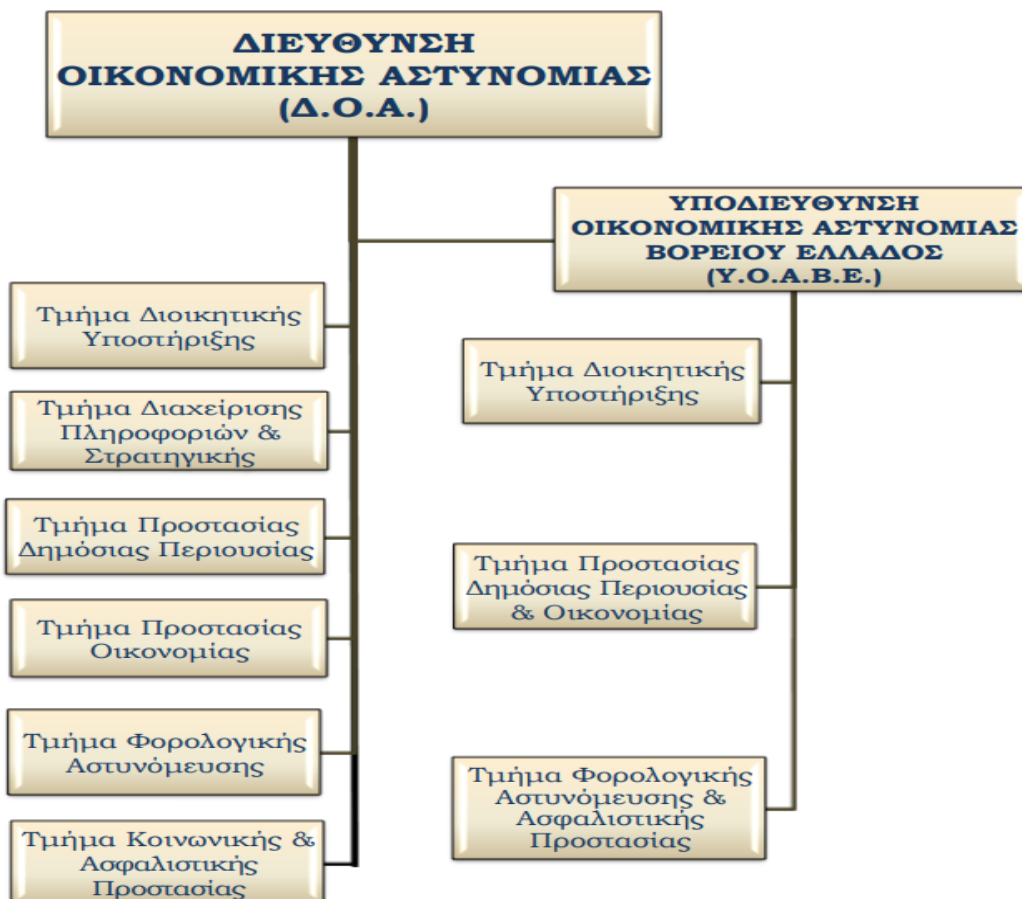 ΔΙΕΥΘΥΝΣΗ
ΟΙΚΟΝΟΜΙΚΗΣ ΑΣΤΥΝΟΜΙΑΣ
(Δ.Ο.Α.)
ΥΠΟΔΙΕΥΘΥΝΣΗ
ΟΙΚΟΝΟΜΙΚΗΣ ΑΣΤΥΝΟΜΙΑΣ
ΒΟΡΕΙΟΥ ΕΛΛΑΔΟΣ
(Υ.Ο.Α.Β.Ε.)
Τμήμα Διοικητικής
Υποστήριξης
Τμήμα Διαχείρισης
Πληροφοριών &
Στρατηγικής
Τμήμα Προστασίας
Δημόσιας Περιουσίας
Τμήμα Προστασίας
Οικονομίας
Τμήμα Φορολογικής
Αστυνόμευσης
Τμήμα Κοινωνικής &
Ασφαλιστικής
Προστασίας
Τμήμα Διοικητικής
Υποστήριξης
Τμήμα Προστασίας
Δημόσιας Περιουσίας
& Οικονομίας
Τμήμα Φορολογικής
Αστυνόμευσης &
Ασφαλιστικής
Προστασίας